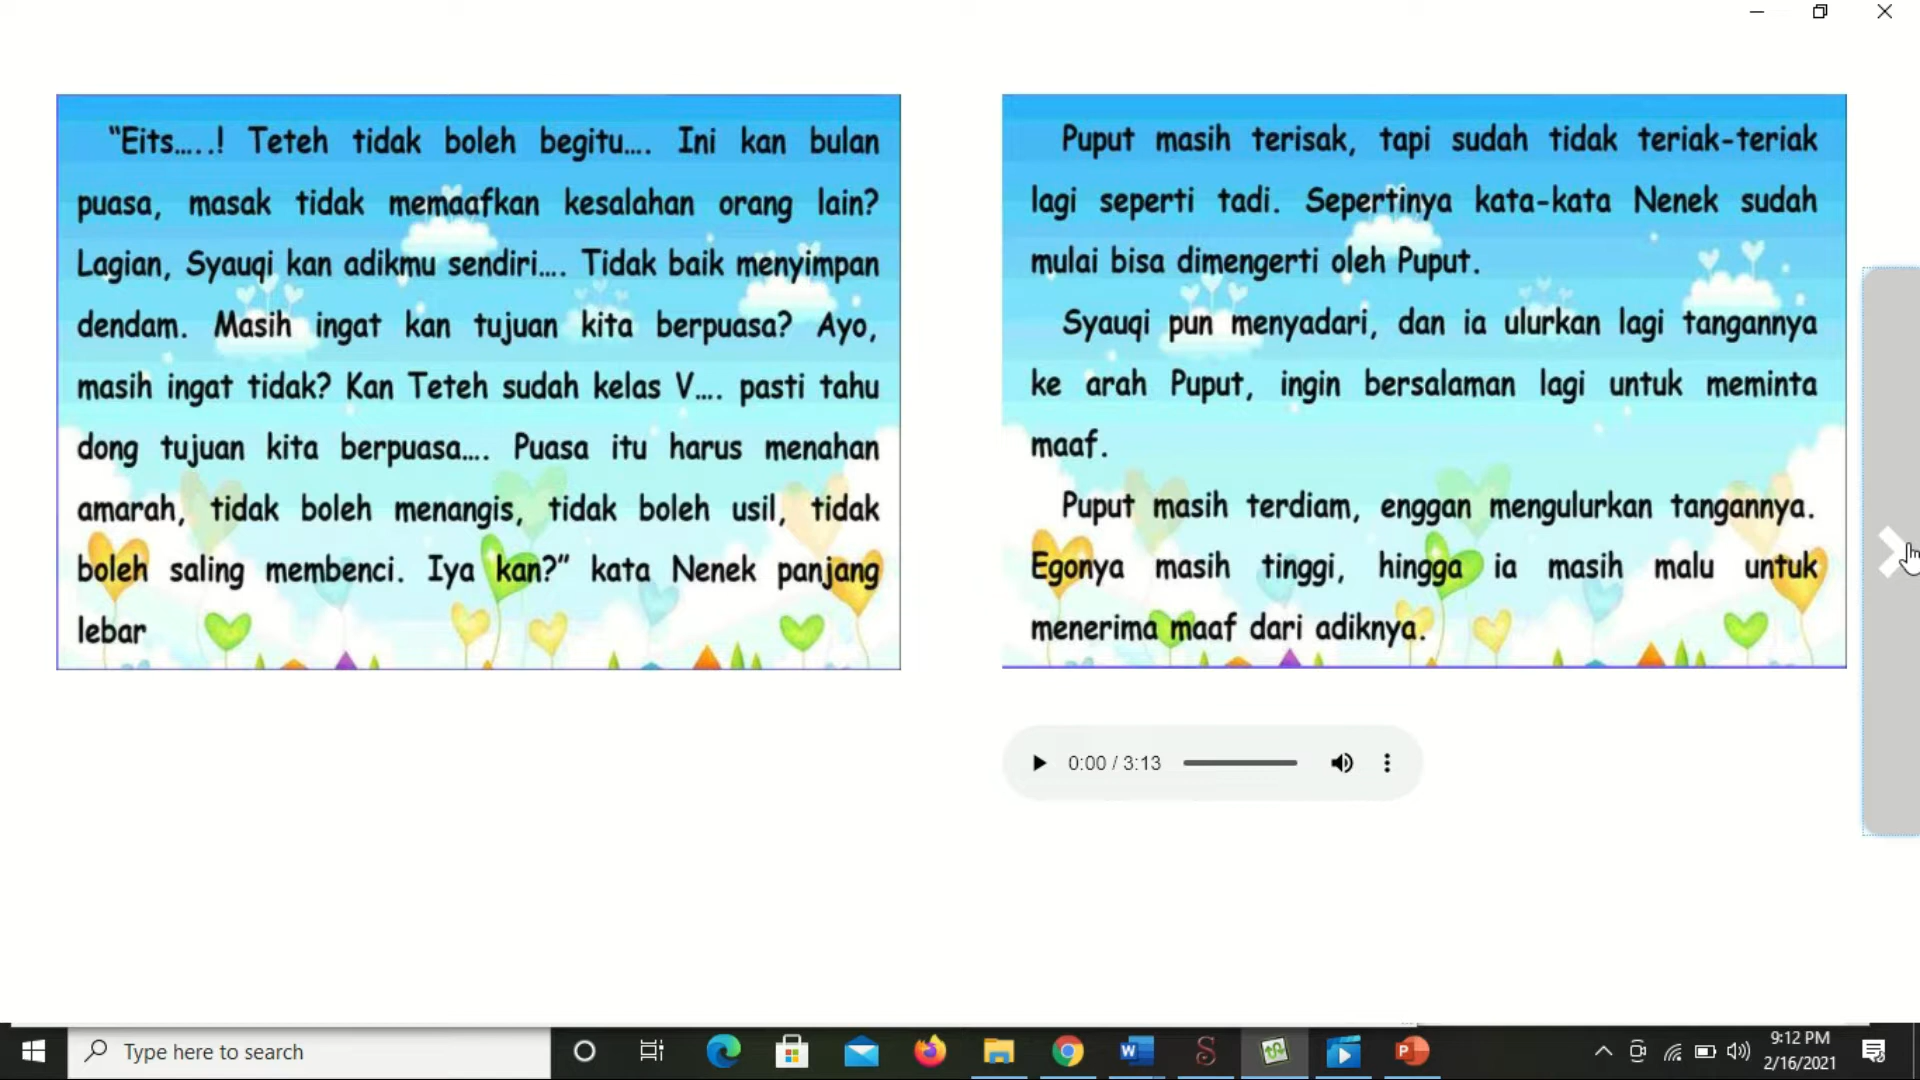 “Eits…..! Teteh tidak boleh begitu…. Ini kan bulan
puasa, masak tidak memaafkan kesalahan orang lain?
Lagian, Syauqi kan adikmu sendiri…. Tidak baik menyimpan
dendam. Masih ingat kan tujuan kita berpuasa? Ayo,
masih ingat tidak? Kan Teteh sudah kelas V…. pasti tahu
dong tujuan kita berpuasa…. Puasa itu harus menahan
amarah, tidak boleh menangis, tidak boleh usil, tidak
boleh saling membenci. Iya kan?” kata Nenek panjang
lebar
Puput masih terisak, tapi sudah tidak teriak-teriak
lagi seperti tadi. Sepertinya kata-kata Nenek sudah
mulai bisa dimengerti oleh Puput.
Syauqi pun menyadari, dan ia ulurkan lagi tangannya
ke arah Puput, ingin bersalaman lagi untuk meminta
maaf.
Puput masih terdiam, enggan mengulurkan tangannya.
Egonya masih tinggi, hingga ia masih malu untuk
menerima maaf dari adiknya.
0:00 / 3:13
Type here to search
9:12 PM
2/16/2021